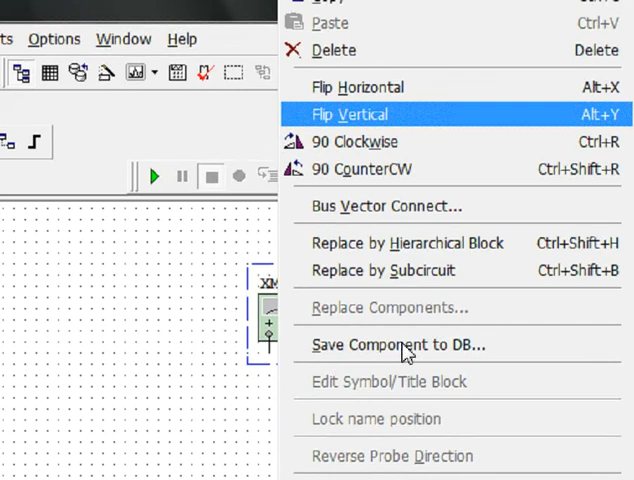 Paste Ctrl+V
ts Options Window Help
Delete Delete
Flip Horizontal Alt+X
Flip Vertical Alt+Y
90 Clockwise Ctrl+R
90 CounterCW Ctrl+Shift+R
Bus Vector Connect...
Replace by Hierarchical Block Ctrl+Shift+H
Replace by Subcircuit Ctrl+Shift+B
XM
Replace Components...
Save Component to DB...
Edit Symbol/Title Block
Lock name position
Reverse Probe Direction